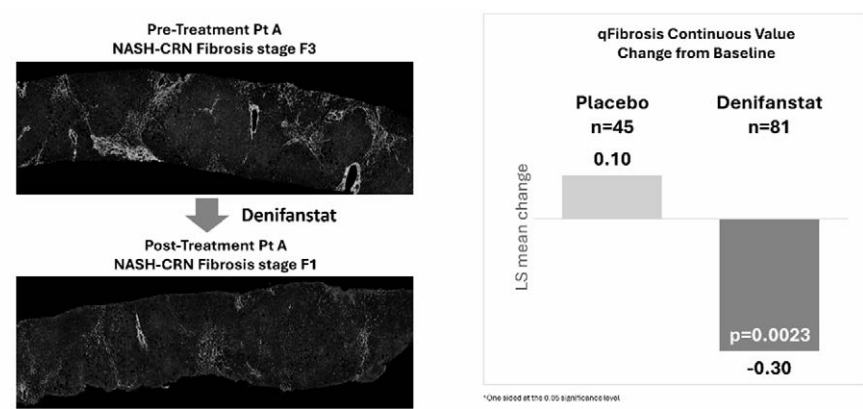 Pre-Treatment Pt A
NASH-CRN Fibrosis stage F3
Denifanstat
Post-Treatment Pt A
NASH-CRN Fibrosis stage F1
qFibrosis Continuous Value
Change from Baseline
Placebo
n=45
Denifanstat
n=81
0.10
LS mean change
p=0.0023
-0.30
*One sided at the 0.05 significance level